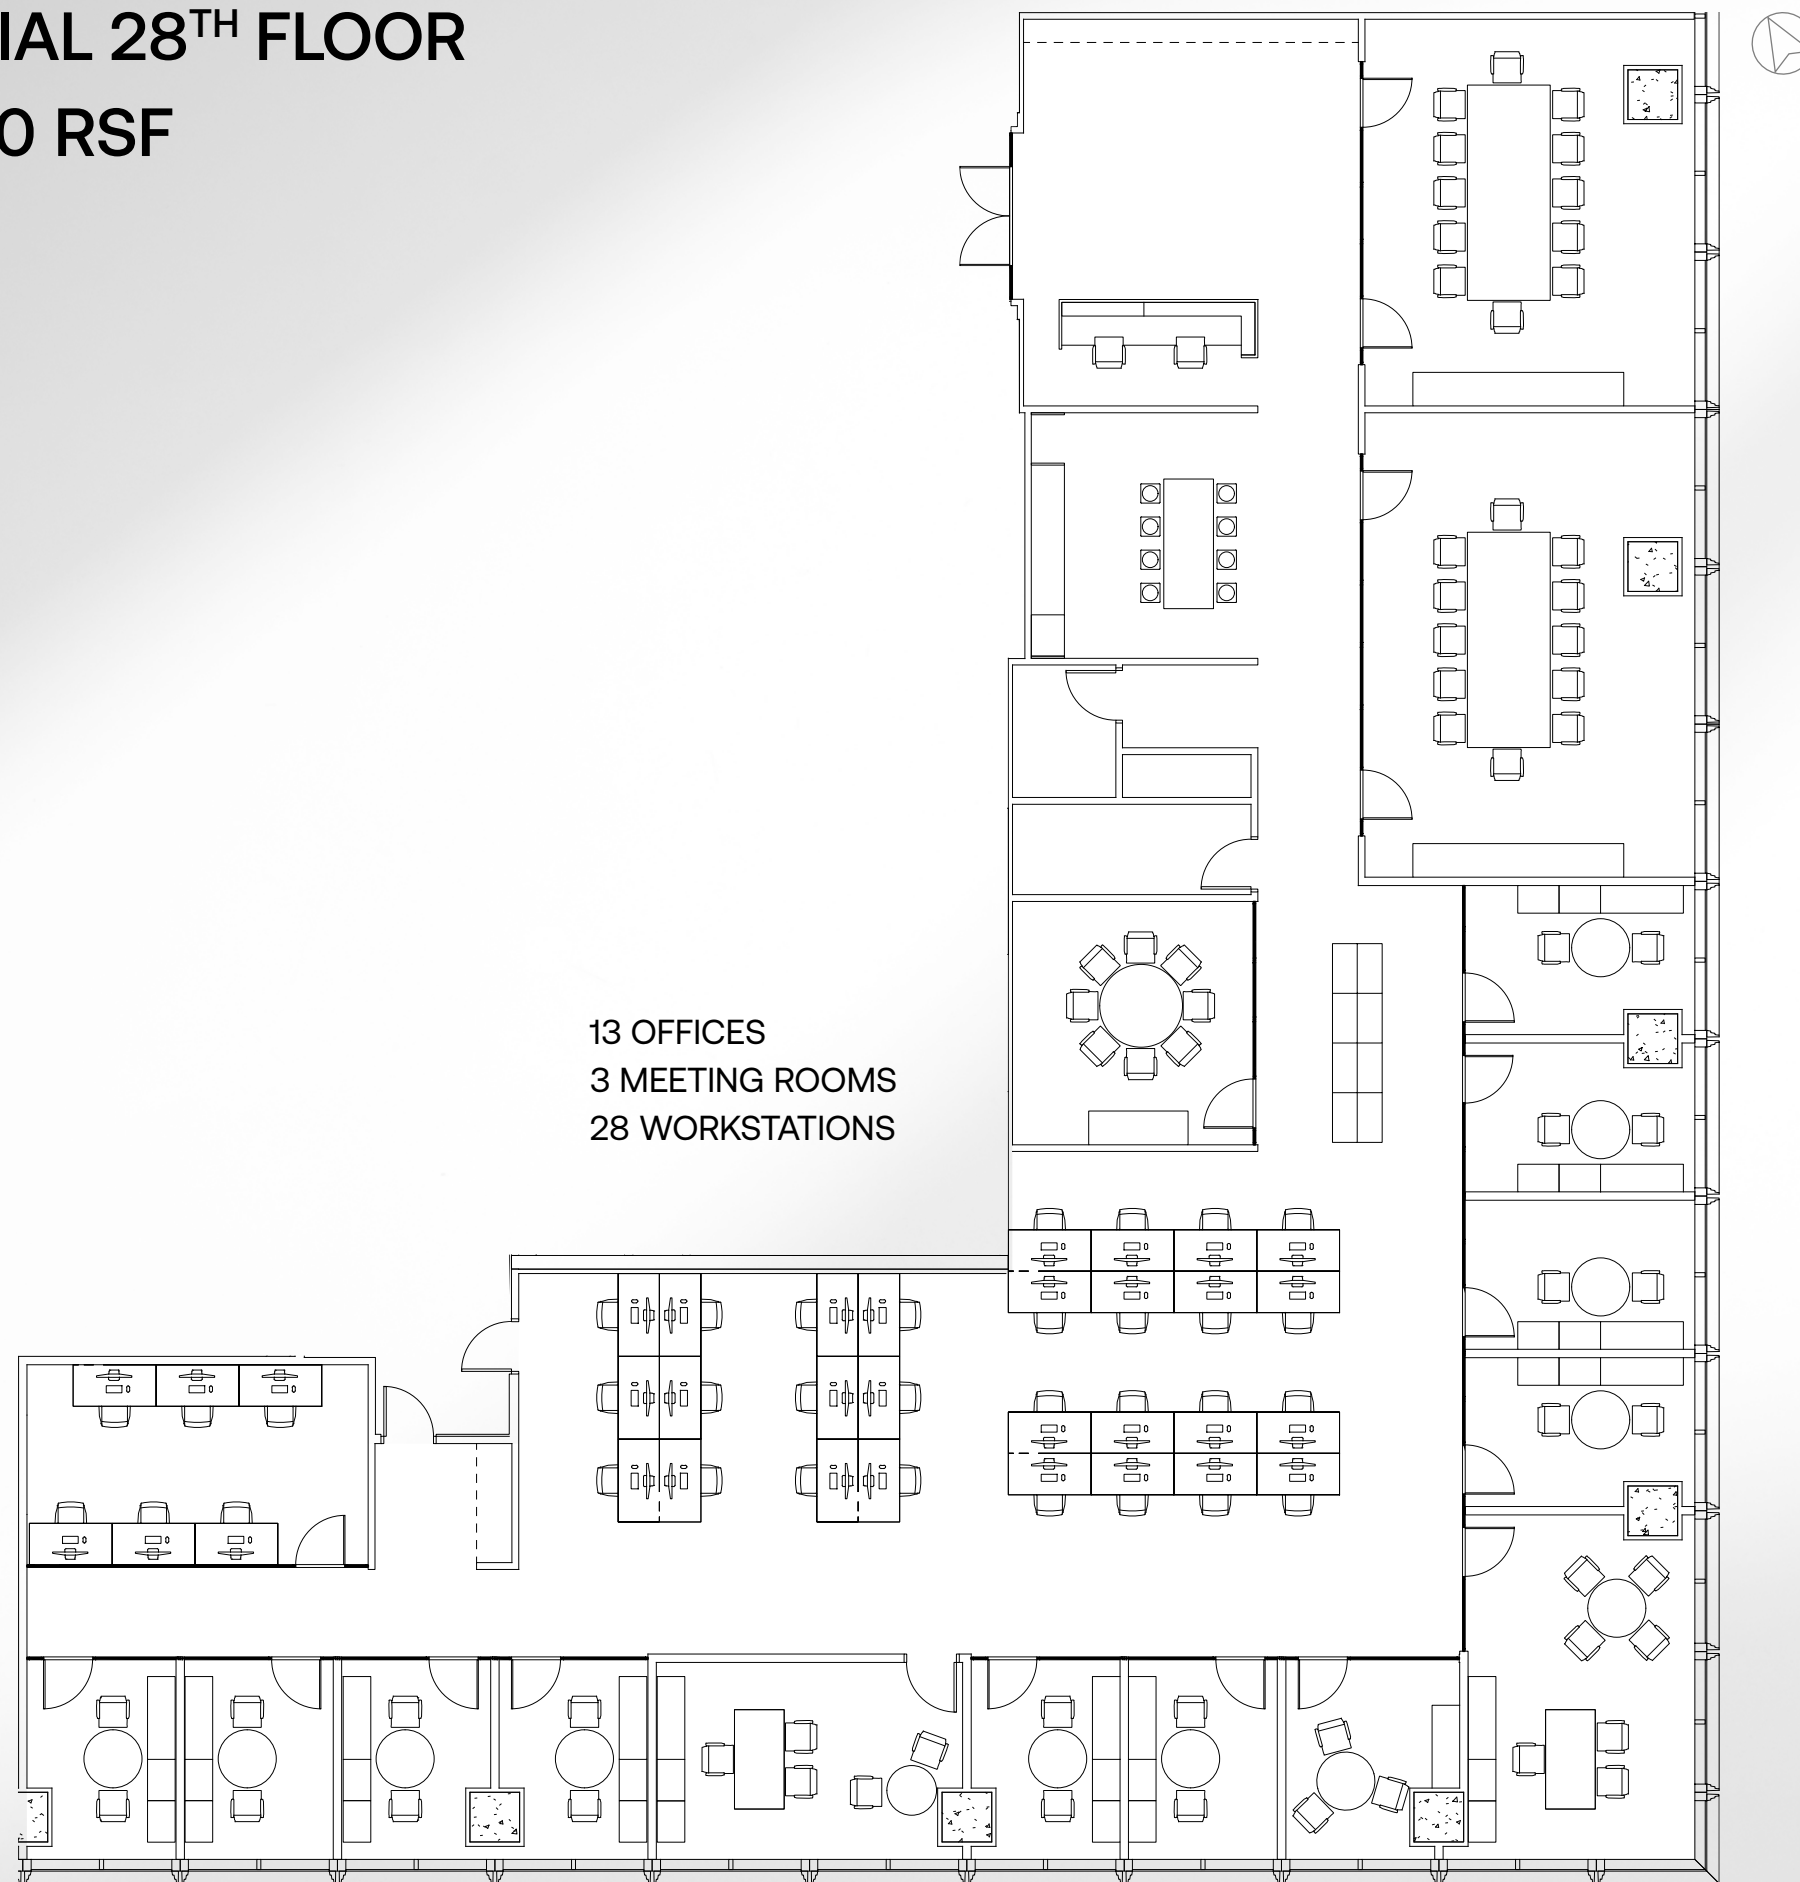 IAL 28TH FLOOR
0 RSF
13 OFFICES
3 MEETING ROOMS
28 WORKSTATIONS